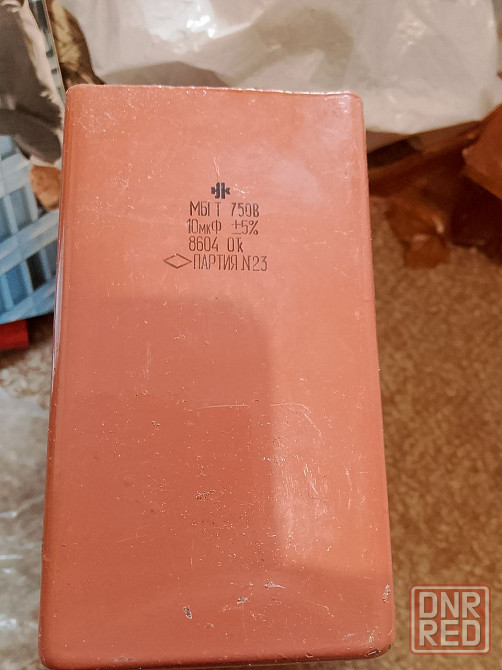 МБГТ 750В
10мкФ ±5%
8604 ОК
ПАРТИЯ N23
DNR
RED